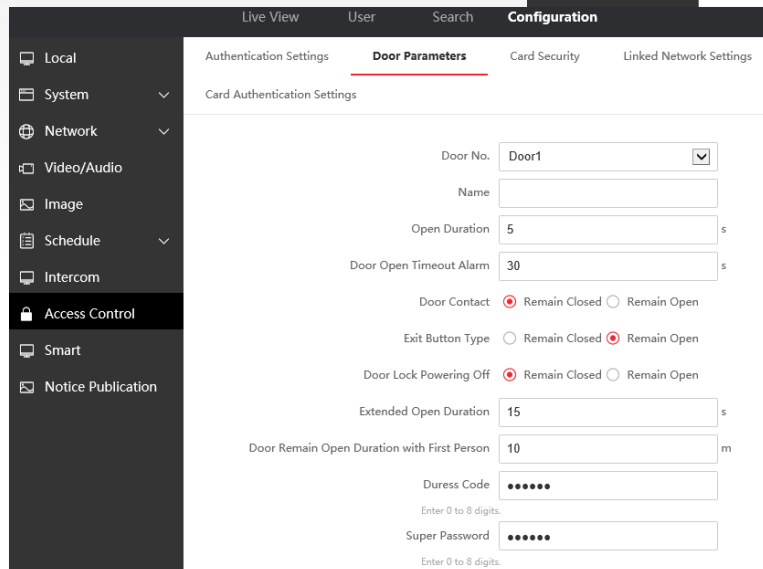 Live View User Search Configuration
Local
System
Network
Video/Audio
Image
Schedule
Intercom
Access Control
Smart
Notice Publication
Authentication Settings Door Parameters Card Security Linked Network Settings
Card Authentication Settings
Door No. Door1
Name
Open Duration 5 s
Door Open Timeout Alarm 30 s
Door Contact Remain Closed Remain Open
Exit Button Type Remain Closed Remain Open
Door Lock Powering Off Remain Closed Remain Open
Extended Open Duration 15 s
Door Remain Open Duration with First Person 10 m
Duress Code ●●●●●●
Enter 0 to 8 digits.
Super Password ●●●●●●
Enter 0 to 8 digits.